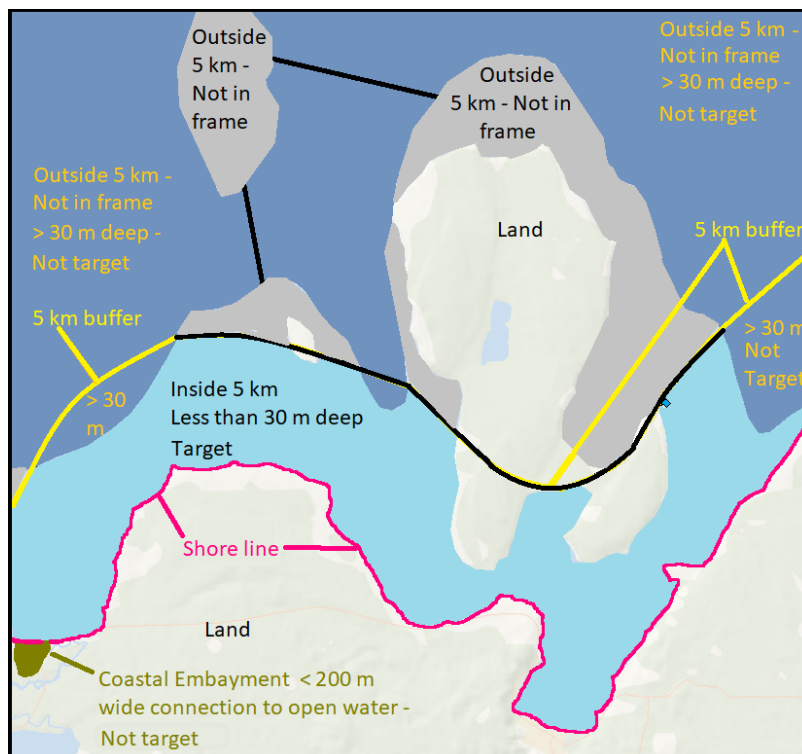 Outside
5 km -
Not in
frame
Outside
5 km - Not in
frame
Outside 5 km -
Not in frame
> 30 m deep -
Not target
Outside 5 km -
Not in frame
> 30 m deep -
Not target
Land
5 km buffer
5 km buffer
> 30 m
Not
Target
> 30
m
Inside 5 km
Less than 30 m deep
Target
Shore line
Land
Coastal Embayment < 200 m
wide connection to open water -
Not target